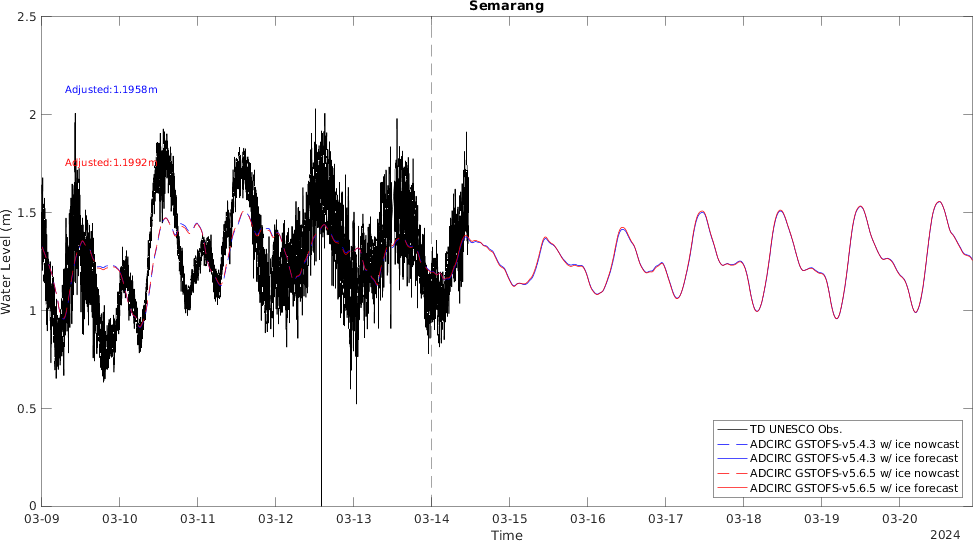 Semarang
2.5
2
1.5
1
0.5
0
Water Level (m)
Adjusted:1.1958m
Adjusted:1.1992m
TD UNESCO Obs.
ADCIRC GSTOFS-v5.4.3 w/ ice nowcast
ADCIRC GSTOFS-v5.4.3 w/ ice forecast
ADCIRC GSTOFS-v5.6.5 w/ ice nowcast
ADCIRC GSTOFS-v5.6.5 w/ ice forecast
03-09 03-10 03-11 03-12 03-13 03-14 03-15 03-16 03-17 03-18 03-19 03-20
Time
2024